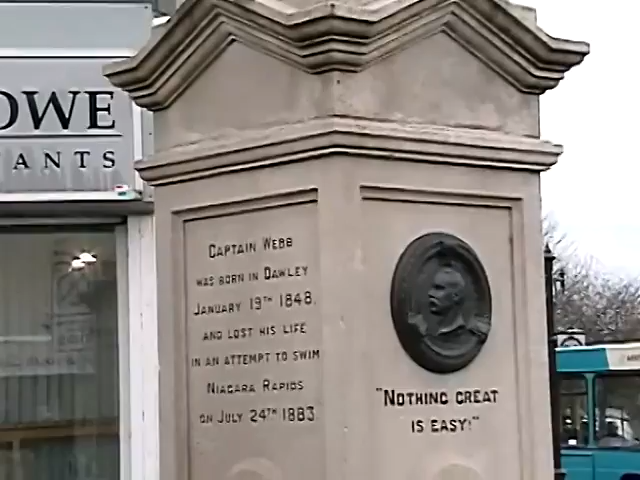 OWE
ANTS
CAPTAIN WEBB
WAS BORN IN DAWLEY
JANUARY 19TH 1848.
AND LOST HIS LIFE
IN AN ATTEMPT TO SWIM
NIAGARA RAPIDS
ON JULY 24TH 1883.
"NOTHING GREAT
IS EASY."